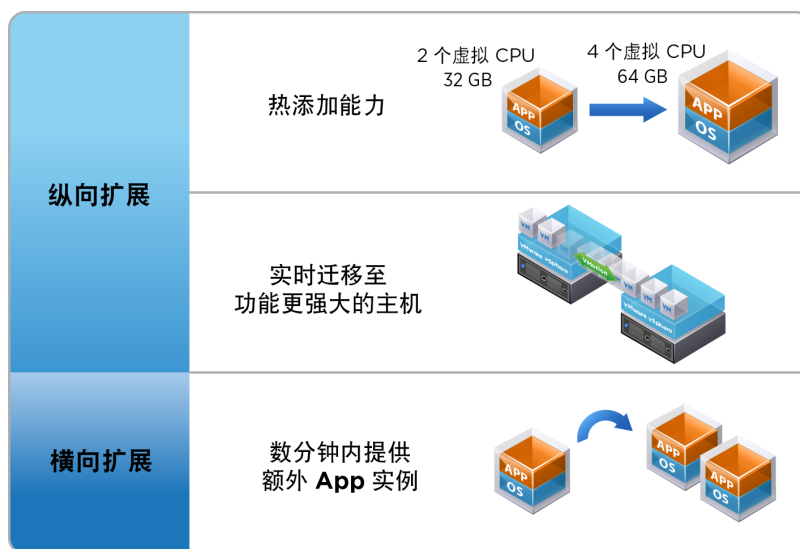 纵向扩展
热添加能力
2 个虚拟 CPU
32 GB
4 个虚拟 CPU
64 GB
APP
OS
APP
OS
实时迁移至
功能更强大的主机
VM
VM
VM
VMware vSphere
VMotion
VM
VM
VM
VMware vSphere
横向扩展
数分钟内提供
额外 App 实例
APP
OS
APP
OS
APP
OS